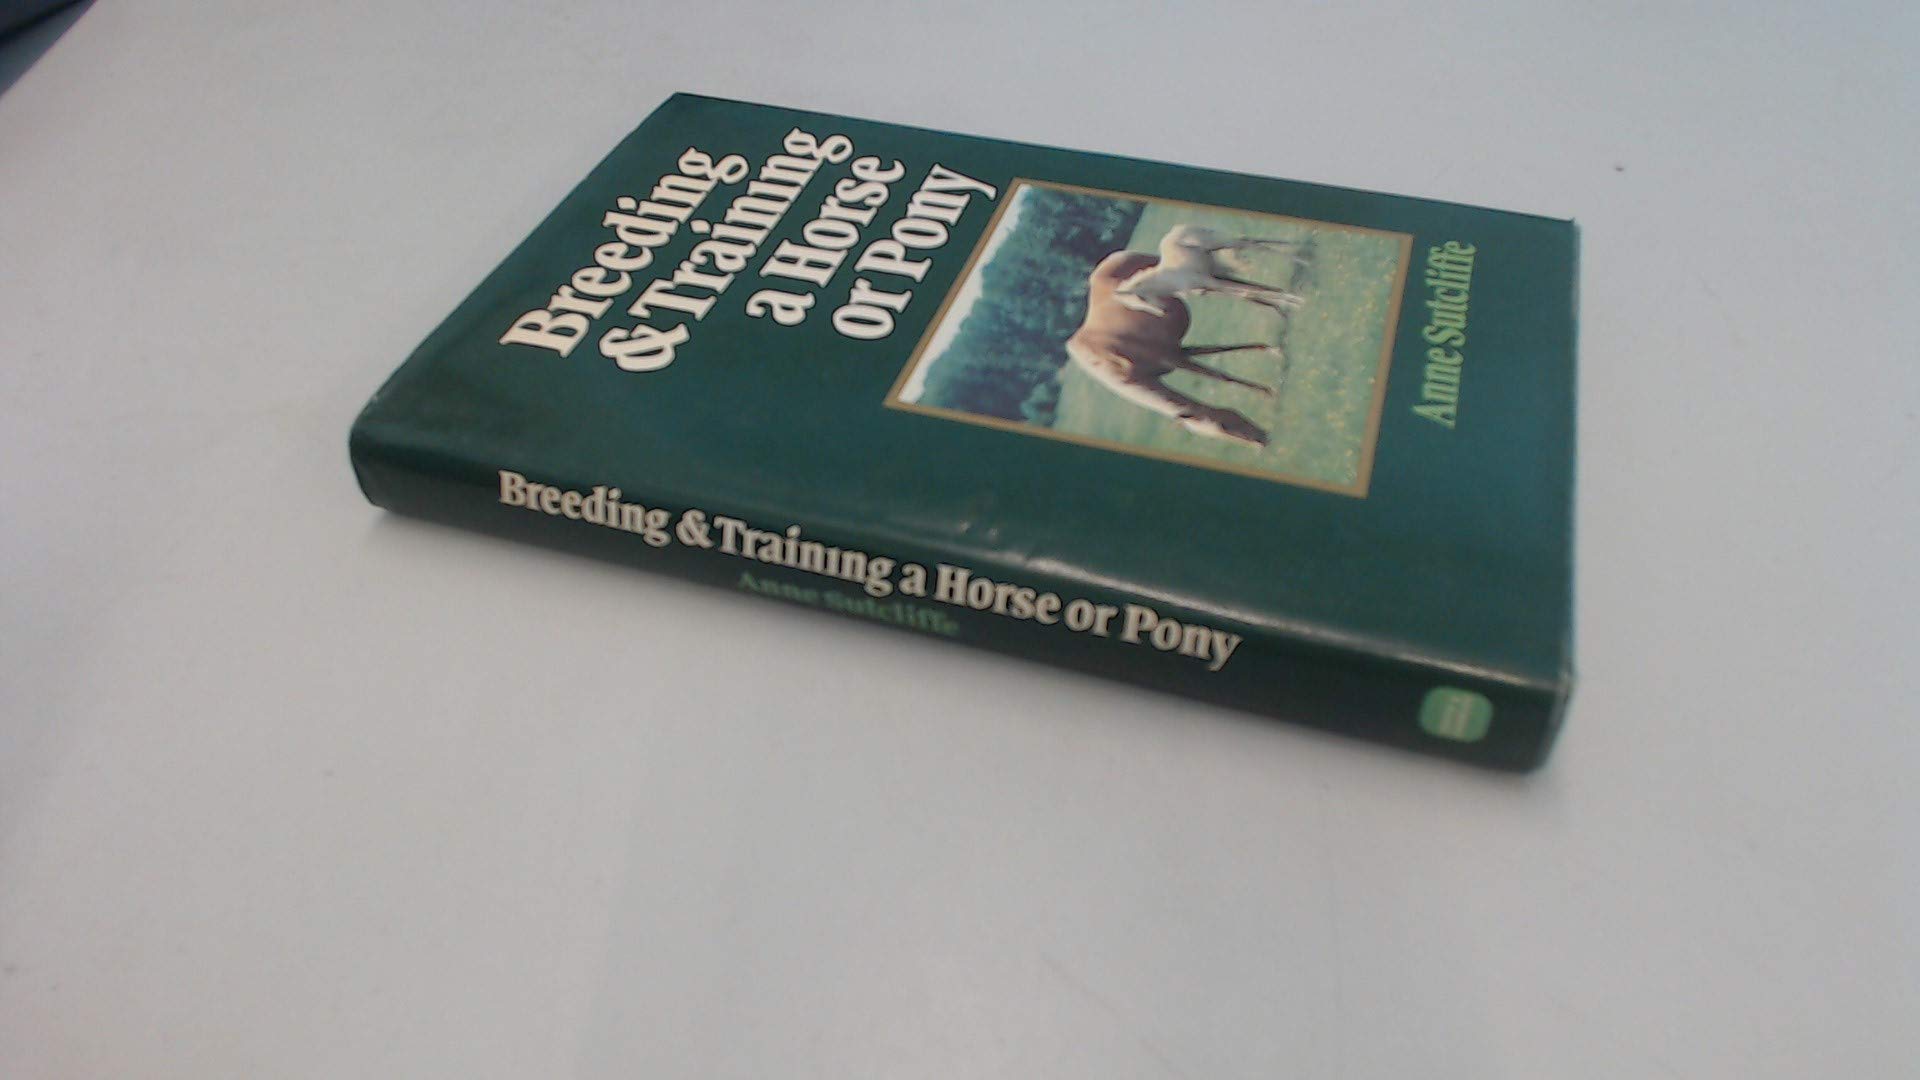 Breeding
& Training
a Horse
or Pony
Anne Sutcliffe
Breeding & Training a Horse or Pony
Anne Sutcliffe